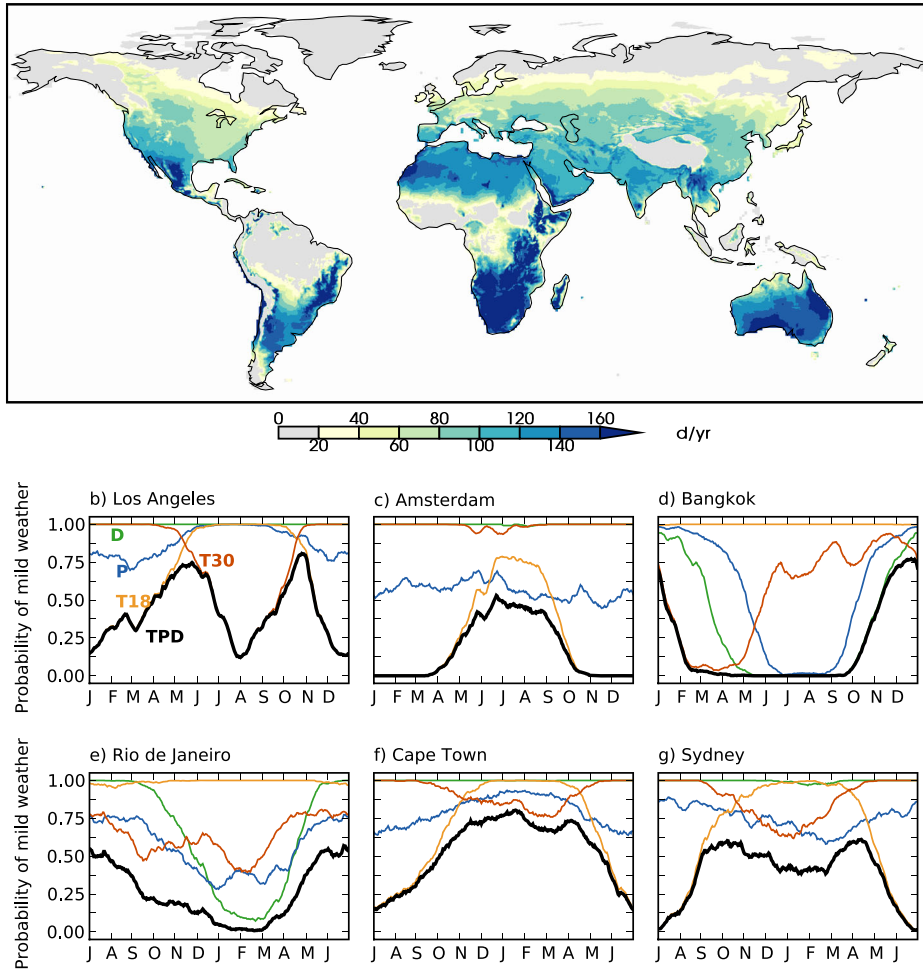 0 40 80 120 160
20 60 100 140
d/yr
Probability of mild weather
b) Los Angeles
1.00
0.75
0.50
0.25
0.00
D
P
T30
T18
TPD
J F M A M J J A S O N D
c) Amsterdam
J F M A M J J A S O N D
d) Bangkok
J F M A M J J A S O N D
Probability of mild weather
e) Rio de Janeiro
1.00
0.75
0.50
0.25
0.00
J A S O N D J F M A M J
f) Cape Town
J A S O N D J F M A M J
g) Sydney
J A S O N D J F M A M J